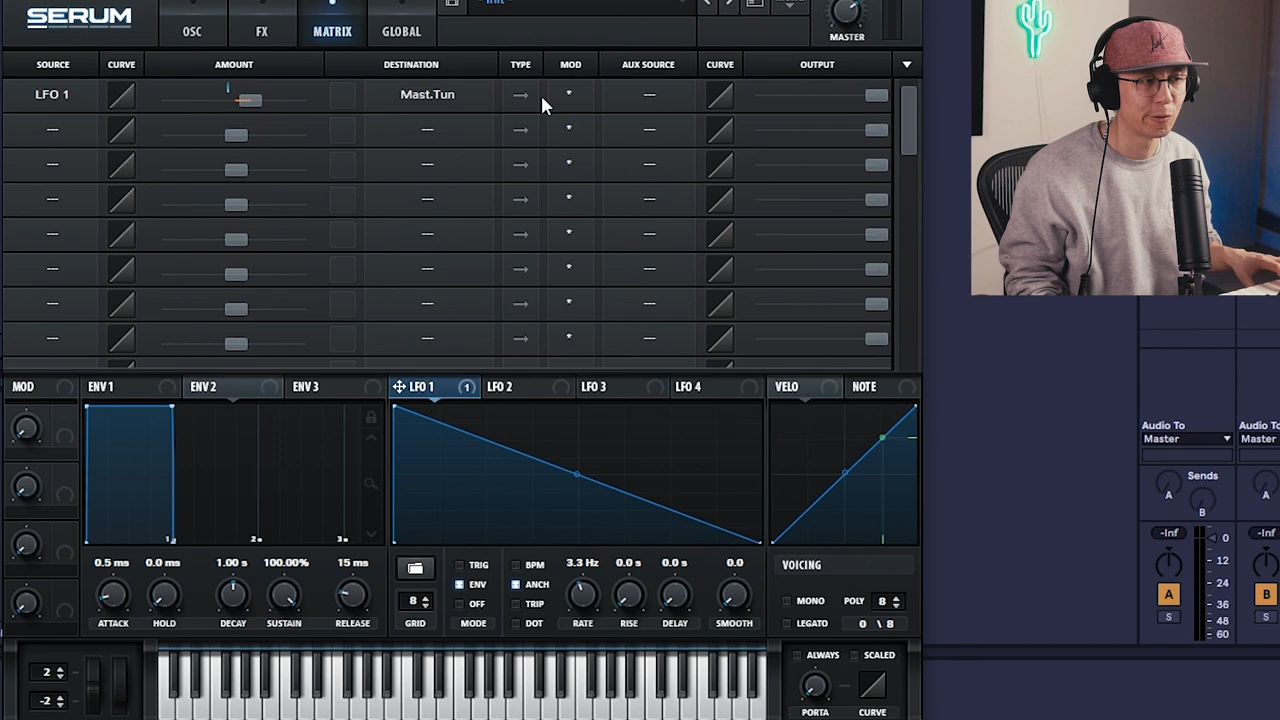 SERUM
OSC FX MATRIX GLOBAL
MASTER
SOURCE CURVE AMOUNT DESTINATION TYPE MOD AUX SOURCE CURVE OUTPUT
LFO 1 Mast.Tun * ---
--- --- * ---
--- --- * ---
--- --- * ---
--- --- * ---
--- --- * ---
--- --- * ---
--- --- * ---
MOD ENV 1 ENV 2 ENV 3 LFO 1 1 LFO 2 LFO 3 LFO 4 VELO NOTE
1 2 3
0.5 ms 0.0 ms 1.00 s 100.00% 15 ms
ATTACK HOLD DECAY SUSTAIN RELEASE
8
GRID
TRIG
ENV
OFF
MODE
BPM
ANCH
TRIP
DOT
3.3 Hz 0.0 s 0.0 s 0.0
RATE RISE DELAY SMOOTH
VOICING
MONO POLY 8
LEGATO 0 \ 8
2
-2
ALWAYS SCALED
PORTA CURVE
Audio To
Master
Sends
A B
-Inf
A
S
0
12
24
36
48
60
Audio To
Master
A
-Inf
B
S